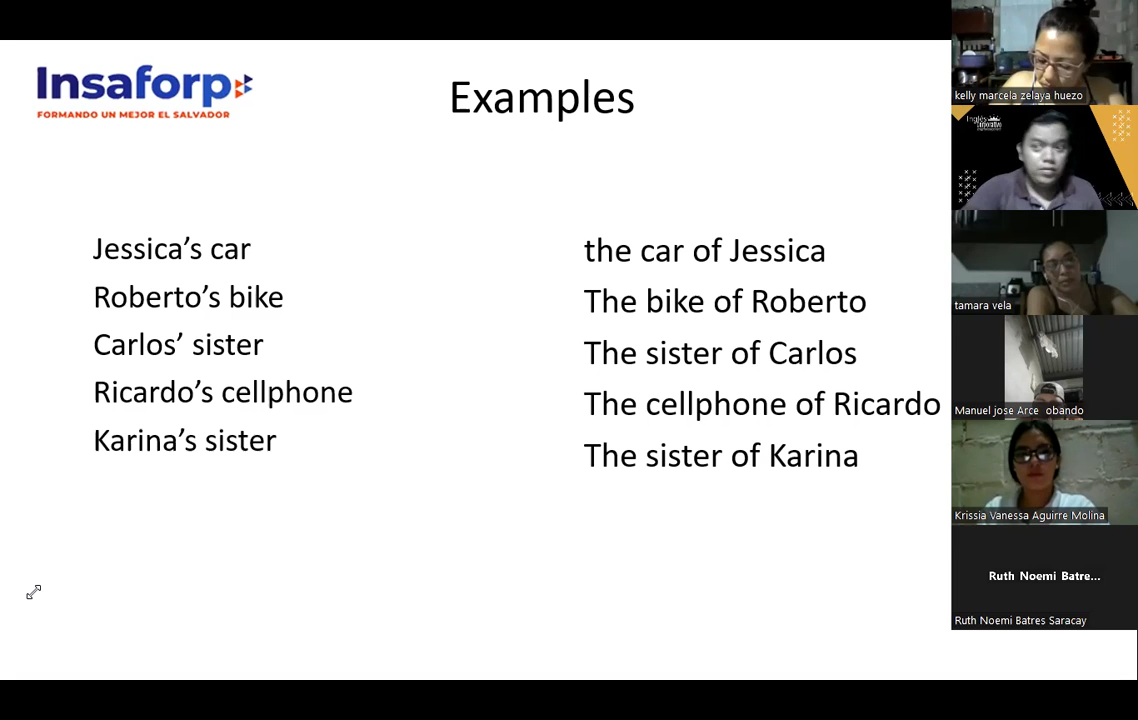 Insaforp
FORMANDO UN MEJOR EL SALVADOR
Examples
Jessica’s car
Roberto’s bike
Carlos’ sister
Ricardo’s cellphone
Karina’s sister
the car of Jessica
The bike of Roberto
The sister of Carlos
The cellphone of Ricardo
The sister of Karina
kelly marcela zelaya huezo
Inglés
Corporativo
tamara vela
Manuel jose Arce obando
Krissia Vanessa Aguirre Molina
Ruth Noemi Batre...
Ruth Noemi Batres Saracay